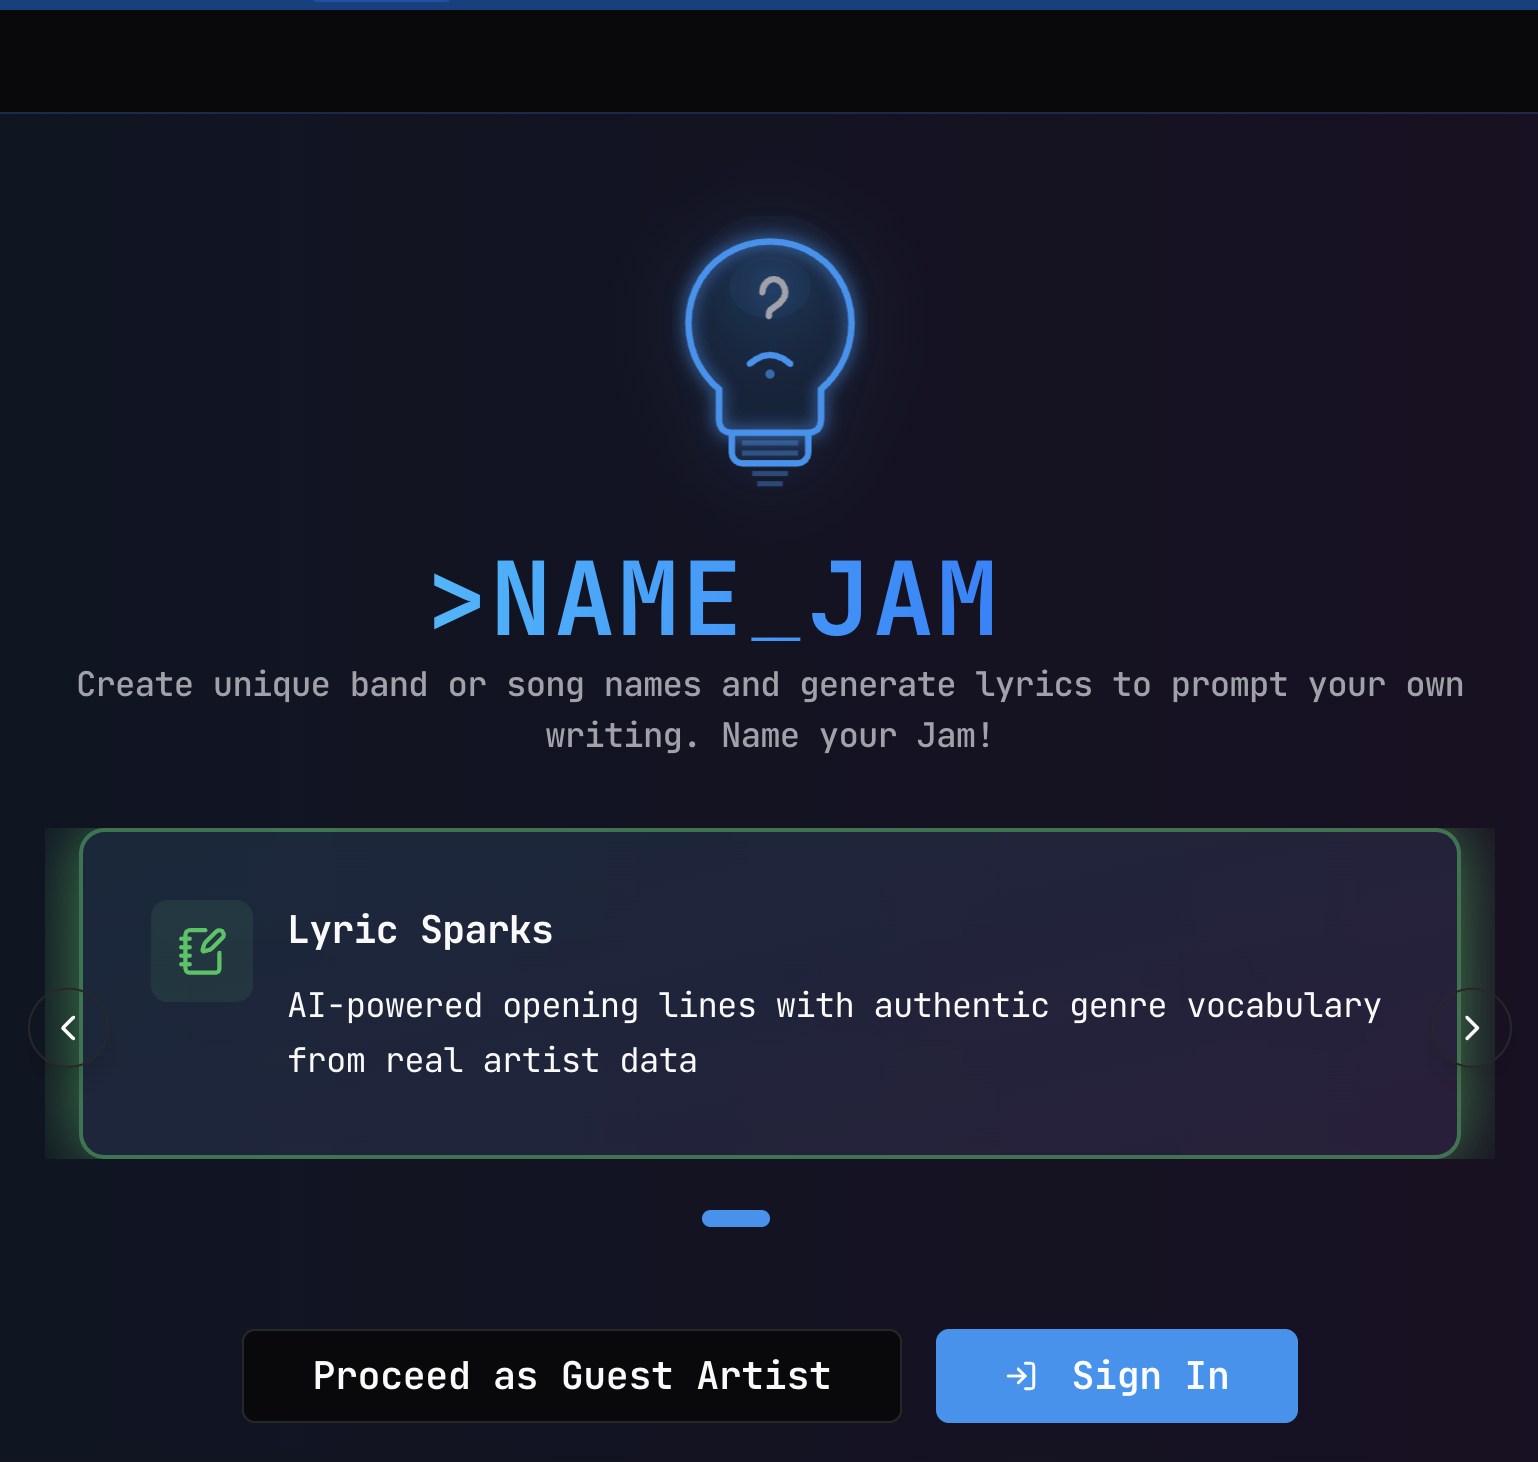 ?
>NAME_JAM
Create unique band or song names and generate lyrics to prompt your own
writing. Name your Jam!
Lyric Sparks
AI-powered opening lines with authentic genre vocabulary
from real artist data
Proceed as Guest Artist
Sign In